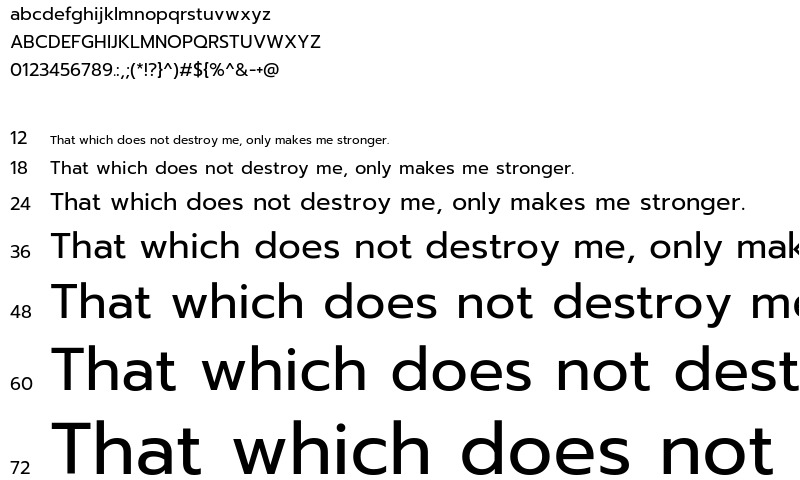 abcdefghijklmnopqrstuvwxyz
ABCDEFGHIJKLMNOPQRSTUVWXYZ
0123456789.:,;(*!?}^)#${%^&-+@
12 That which does not destroy me, only makes me stronger.
18 That which does not destroy me, only makes me stronger.
24 That which does not destroy me, only makes me stronger.
36 That which does not destroy me, only mak
48 That which does not destroy me
60 That which does not dest
72 That which does not